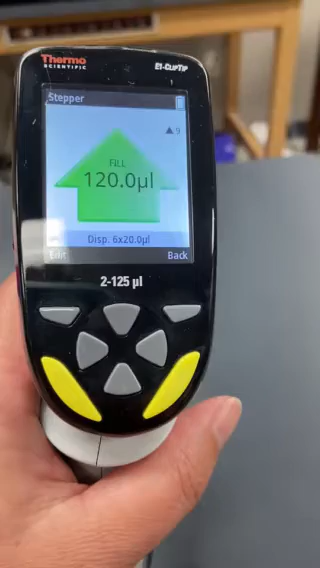 Thermo
SCIENTIFIC
E1-CLIPTIP
Stepper
▲9
FILL
120.0µl
Disp. 6x20.0µl
Edit
Back
2-125 µl